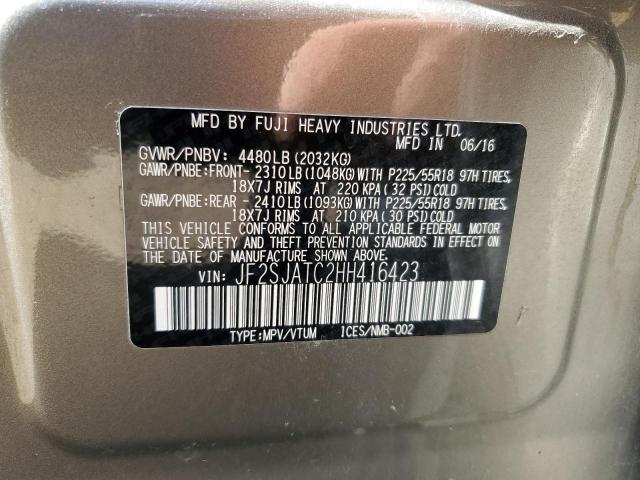 MFD BY FUJI HEAVY INDUSTRIES LTD.
MFD IN 06/16
GVWR/PNBV: 4480LB(2032KG)
GAWR/PNBE:FRONT- 2310LB(1048KG)WITH P225/55R18 97H TIRES,
18X7J RIMS AT 220 KPA(32 PSI)COLD
GAWR/PNBE:REAR - 2410LB(1093KG)WITH P225/55R18 97H TIRES,
18X7J RIMS AT 210 KPA(30 PSI)COLD
THIS VEHICLE CONFORMS TO ALL APPLICABLE FEDERAL MOTOR
VEHICLE SAFETY AND THEFT PREVENTION STANDARDS IN EFFECT ON
THE DATE OF MANUFACTURE SHOWN ABOVE.
VIN: JF2SJATC2HH416423
TYPE:MPV/VTUM ICES/NMB-002